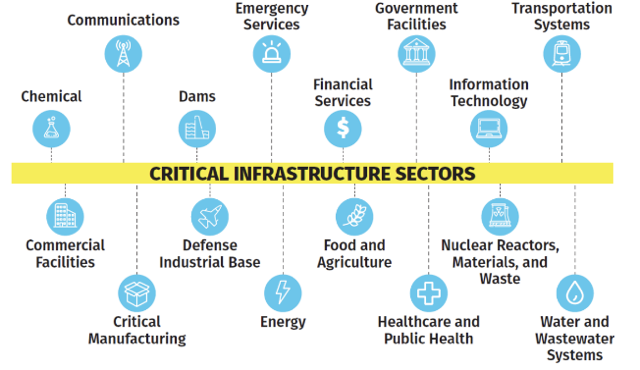 Communications
Emergency
Services
Government
Facilities
Transportation
Systems
Chemical
Dams
Financial
Services
$
Information
Technology
CRITICAL INFRASTRUCTURE SECTORS
Commercial
Facilities
Defense
Industrial Base
Food and
Agriculture
Nuclear Reactors,
Materials, and
Waste
Critical
Manufacturing
Energy
Healthcare and
Public Health
Water and
Wastewater
Systems